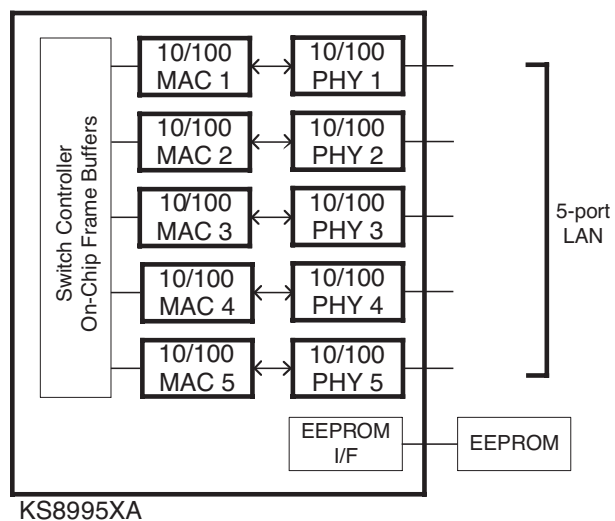 Switch Controller
On-Chip Frame Buffers
10/100
MAC 1
10/100
PHY 1
10/100
MAC 2
10/100
PHY 2
10/100
MAC 3
10/100
PHY 3
10/100
MAC 4
10/100
PHY 4
10/100
MAC 5
10/100
PHY 5
5-port
LAN
EEPROM
I/F
EEPROM
KS8995XA